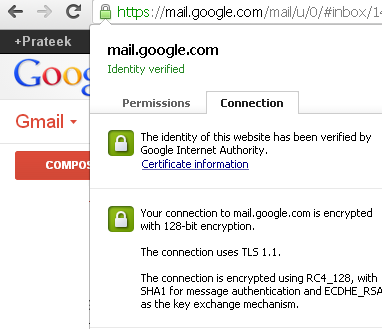 https://mail.google.com/mail/u/0/#inbox/14
+Prateek
mail.google.com
Identity verified
Goog
Permissions
Connection
Gmail
The identity of this website has been verified by
Google Internet Authority.
Certificate information
COMPOS
Your connection to mail.google.com is encrypted
with 128-bit encryption.
The connection uses TLS 1.1.
The connection is encrypted using RC4_128, with
SHA1 for message authentication and ECDHE_RSA
as the key exchange mechanism.